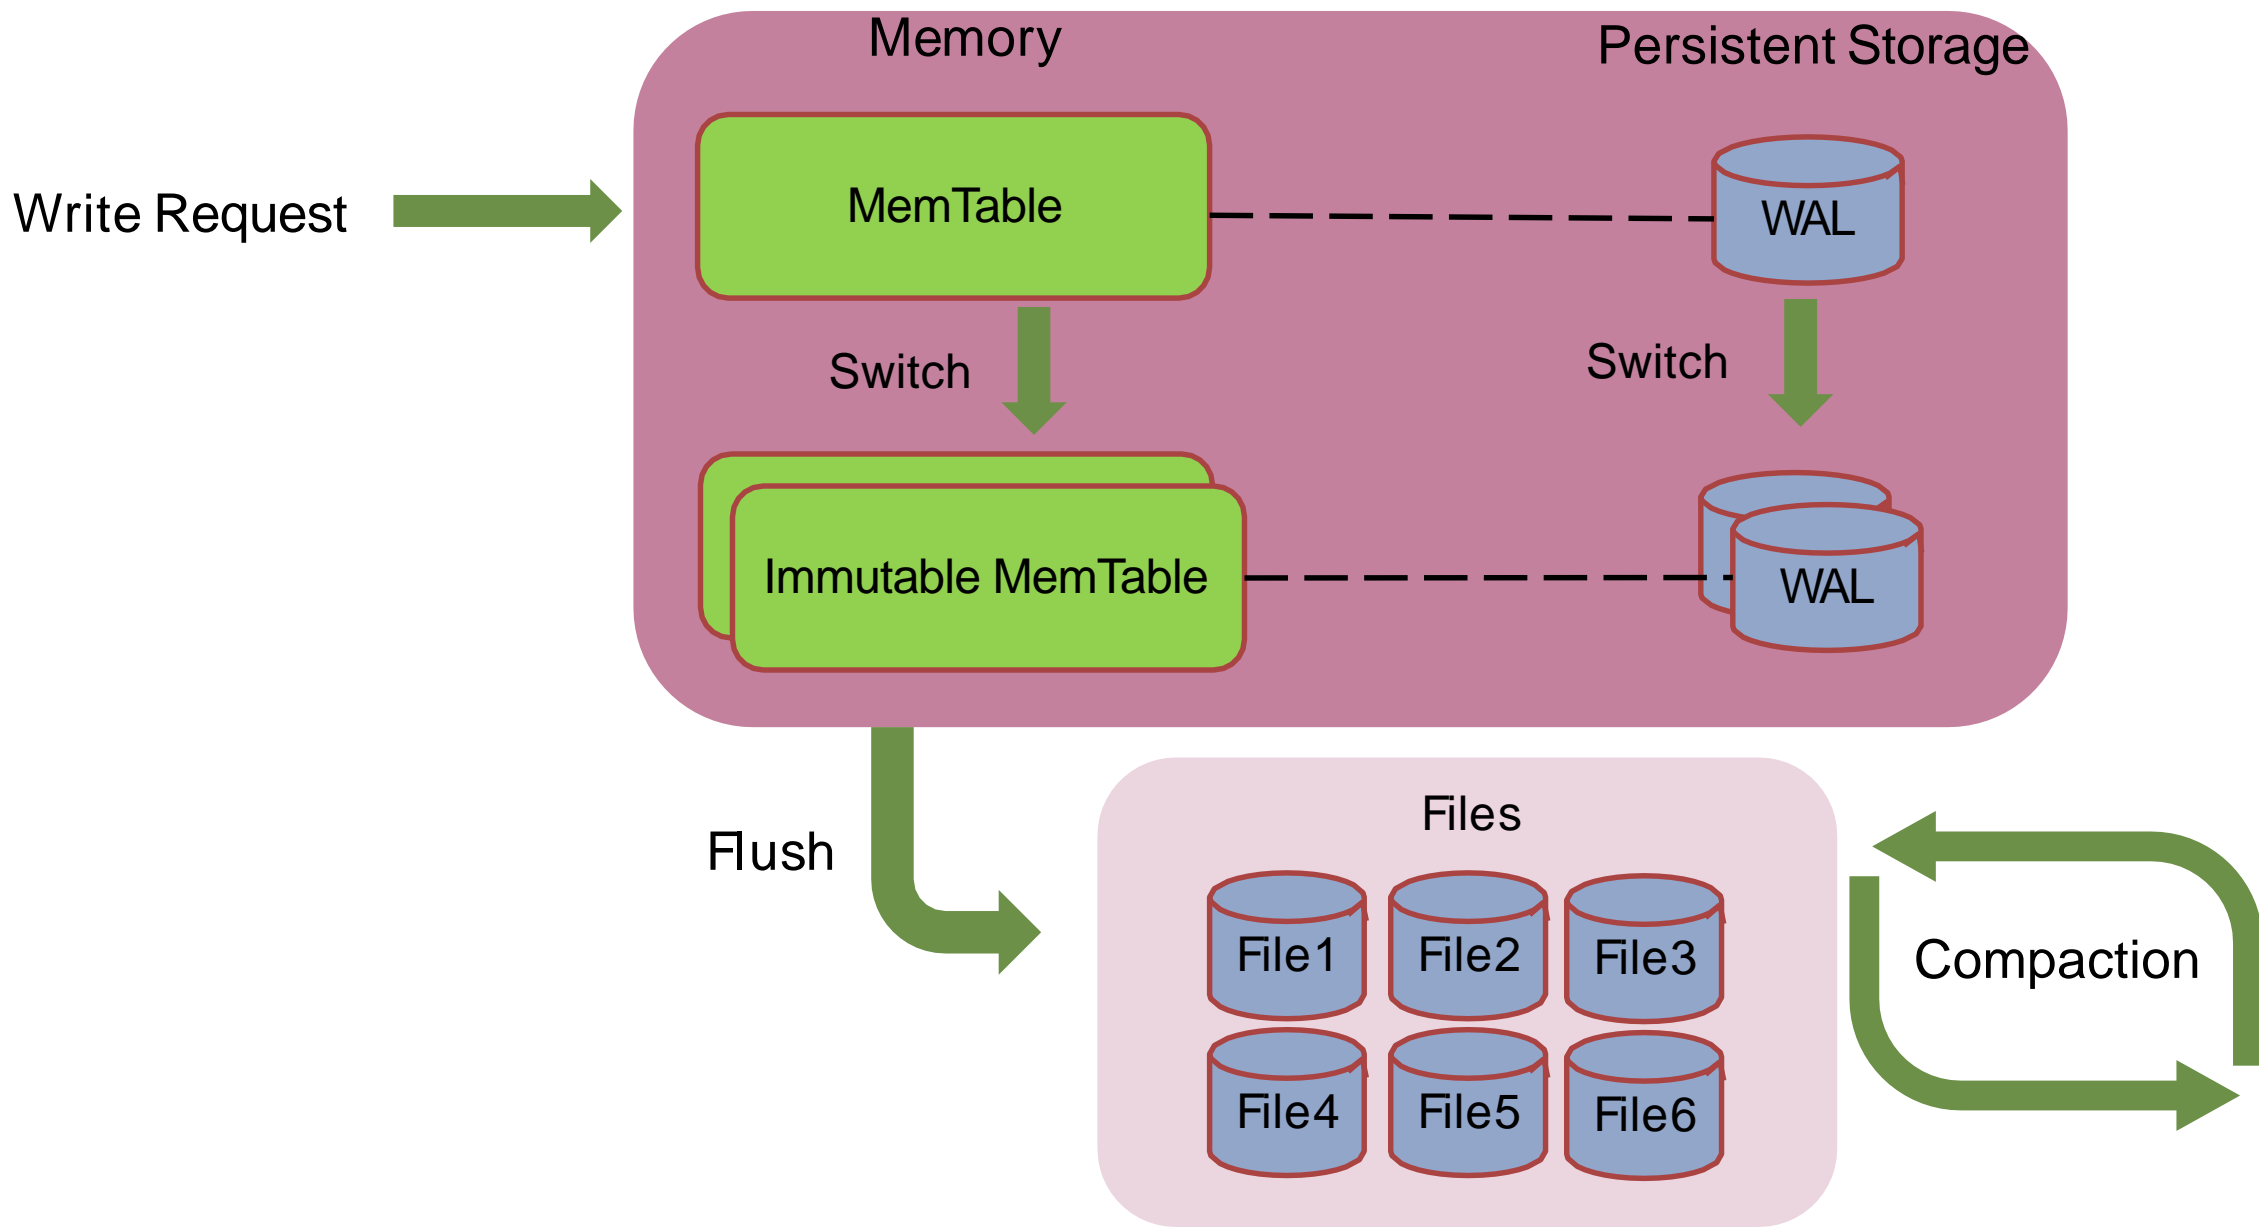 Memory
Persistent Storage
Write Request
MemTable
WAL
Switch
Switch
Immutable MemTable
WAL
Flush
Files
File1
File2
File3
Compaction
File4
File5
File6